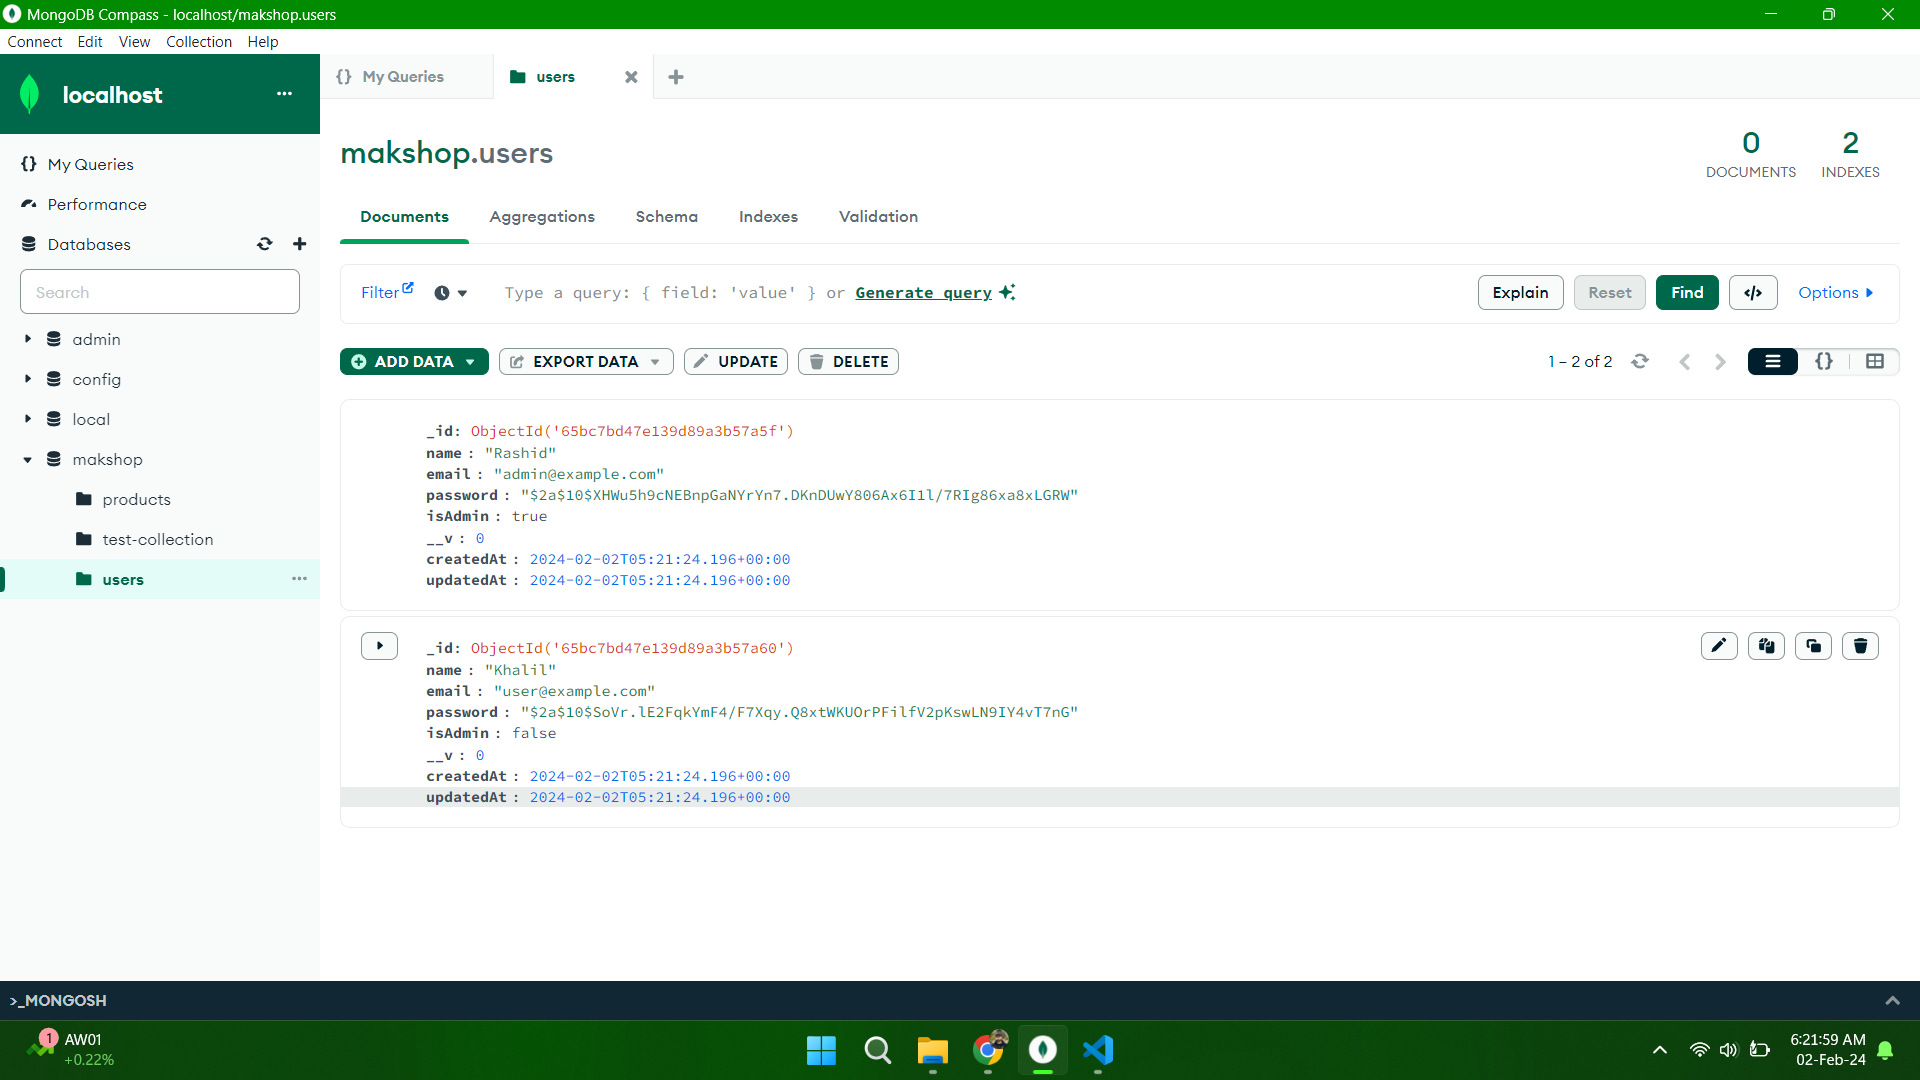 MongoDB Compass - localhost/makshop.users
Connect Edit View Collection Help
localhost ...
{} My Queries
users
My Queries
Performance
Databases
Search
admin
config
local
makshop
products
test-collection
users ...
makshop.users
0 DOCUMENTS
2 INDEXES
Documents Aggregations Schema Indexes Validation
Filter Type a query: { field: 'value' } or Generate query Explain Reset Find </> Options
ADD DATA EXPORT DATA UPDATE DELETE 1 – 2 of 2 {}
_id: ObjectId('65bc7bd47e139d89a3b57a5f')
name : "Rashid"
email : "admin@example.com"
password : "$2a$10$XHWu5h9cNEBnpGaNYrYn7.DKnDUwY806Ax6I1l/7RIg86xa8xLGRW"
isAdmin : true
__v : 0
createdAt : 2024-02-02T05:21:24.196+00:00
updatedAt : 2024-02-02T05:21:24.196+00:00
_id: ObjectId('65bc7bd47e139d89a3b57a60')
name : "Khalil"
email : "user@example.com"
password : "$2a$10$SoVr.lE2FqkYmF4/F7Xqy.Q8xtWKUOrPFilfV2pKswLN9IY4vT7nG"
isAdmin : false
__v : 0
createdAt : 2024-02-02T05:21:24.196+00:00
updatedAt : 2024-02-02T05:21:24.196+00:00
>_MONGOSH
1 AW01
+0.22%
6:21:59 AM
02-Feb-24